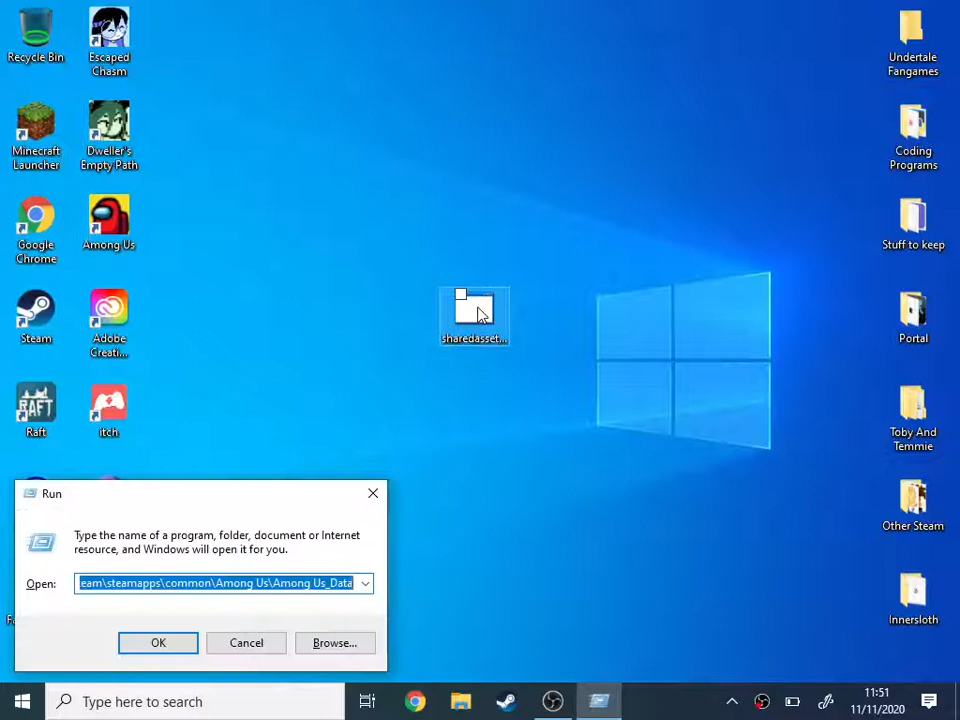 Recycle Bin
Escaped
Chasm
Undertale
Fangames
Minecraft
Launcher
Dweller's
Empty Path
Coding
Programs
Google
Chrome
Among Us
Stuff to keep
Steam
Adobe
Creati...
sharedasset...
Portal
RAFT
Raft
itch
Toby And
Temmie
Run
Other Steam
Type the name of a program, folder, document or Internet
resource, and Windows will open it for you.
Open:
eam\steamapps\common\Among Us\Among Us_Data
Innersloth
OK
Cancel
Browse...
Type here to search
11:51
11/11/2020